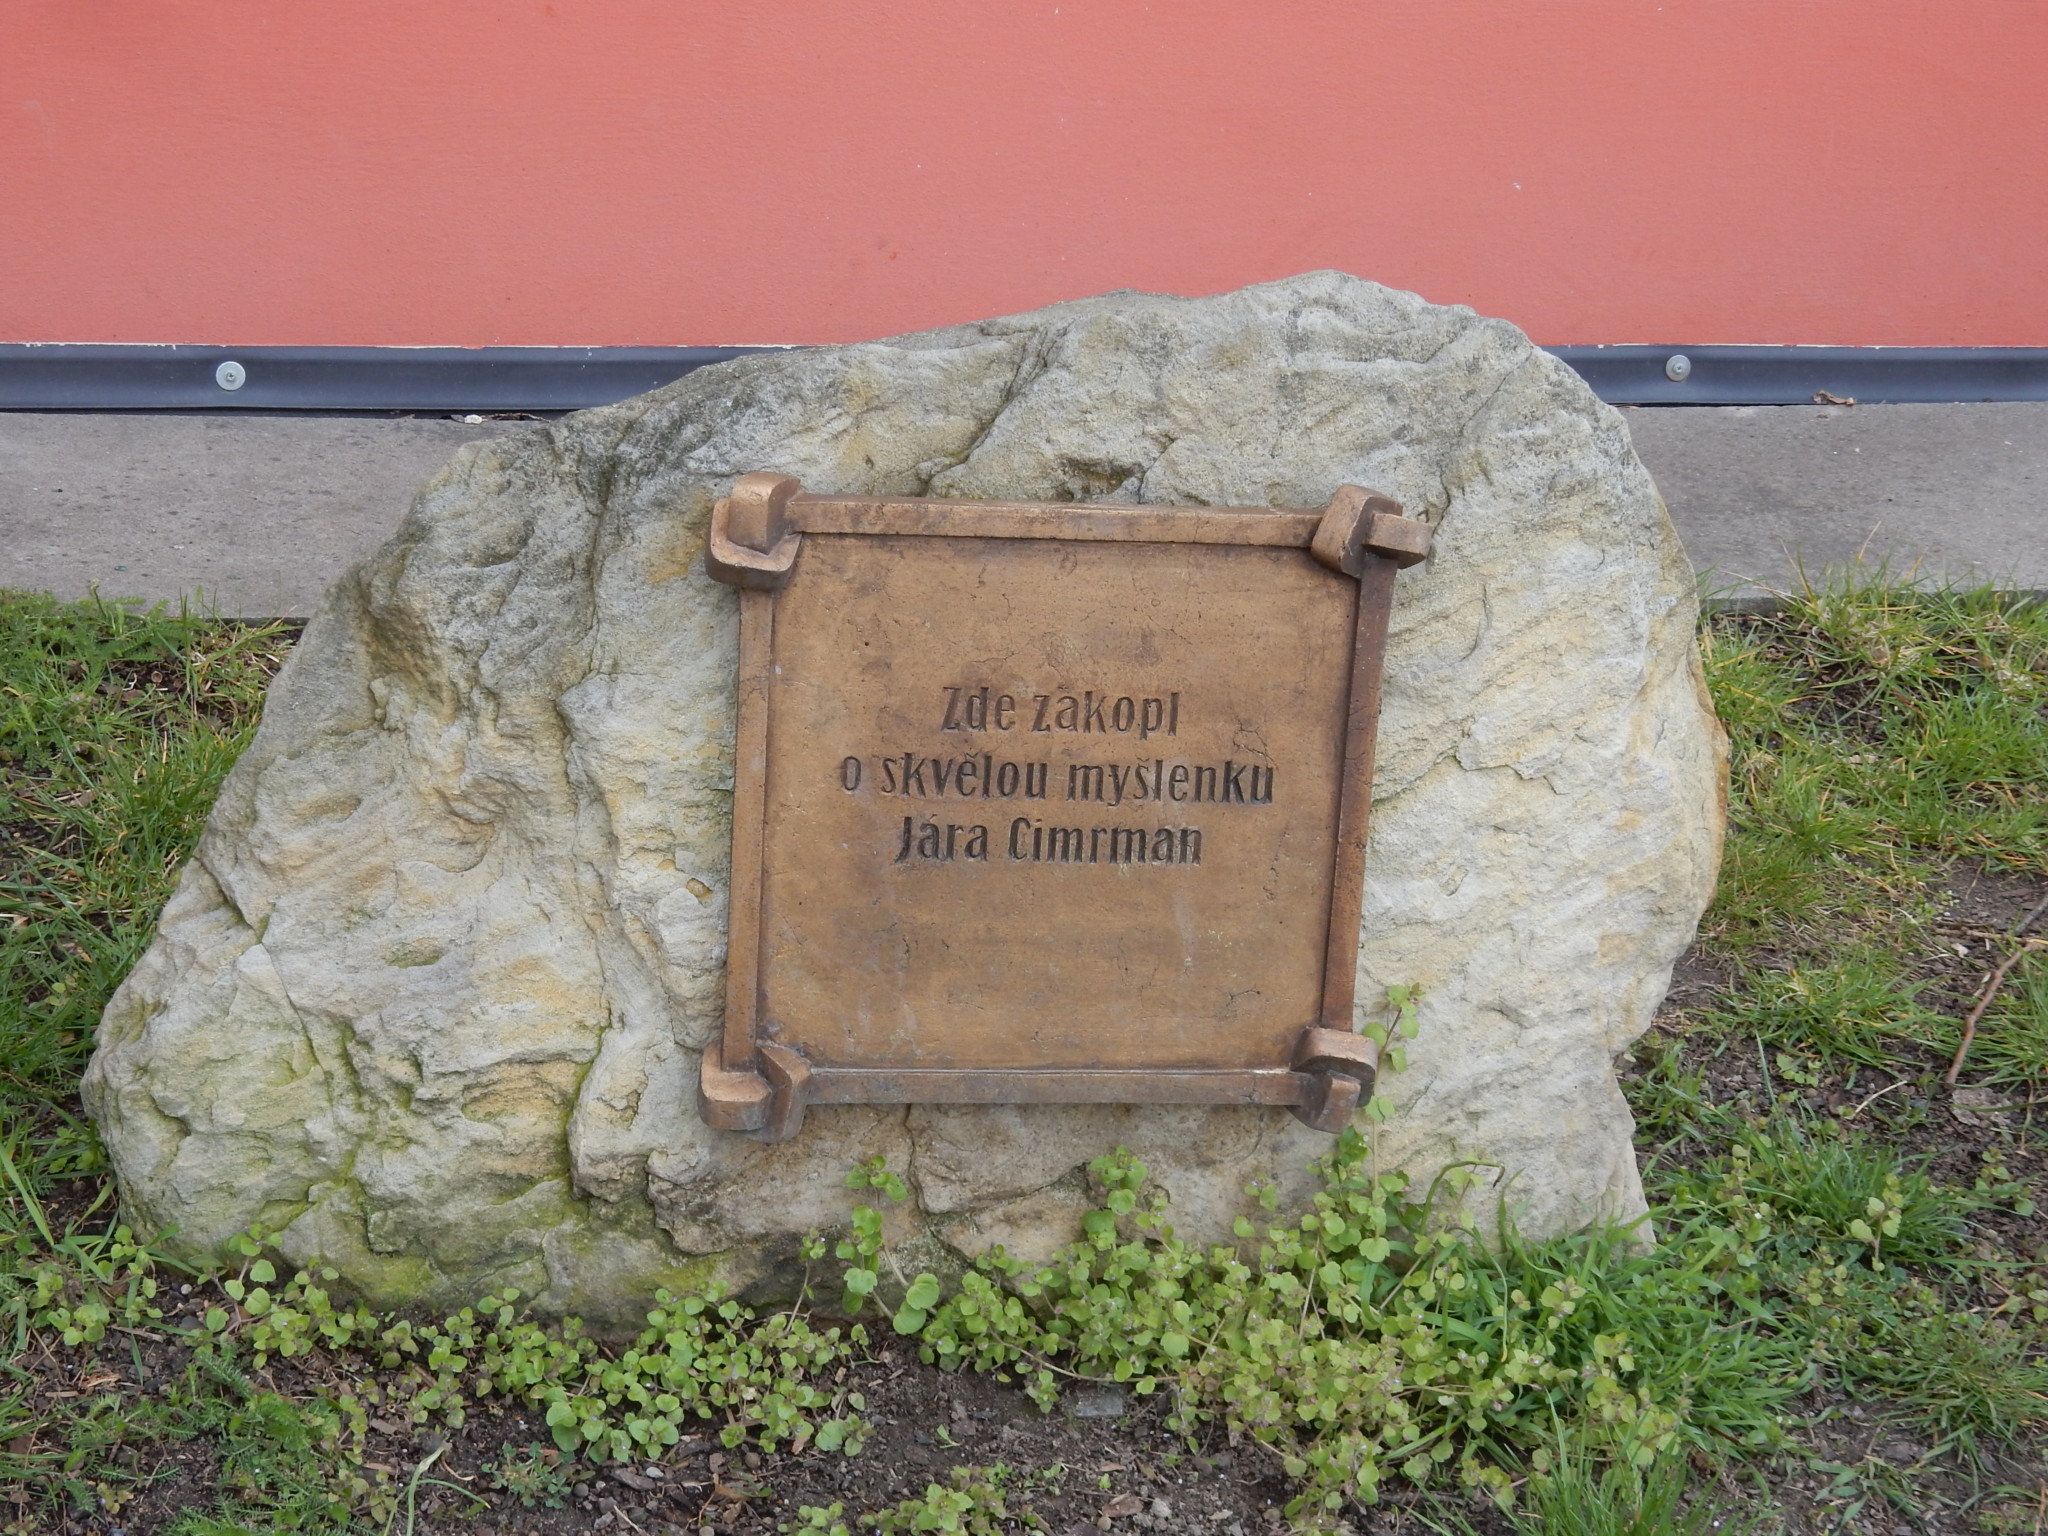 Zde zakopl
o skvělou myšlenku
Jára Cimrman